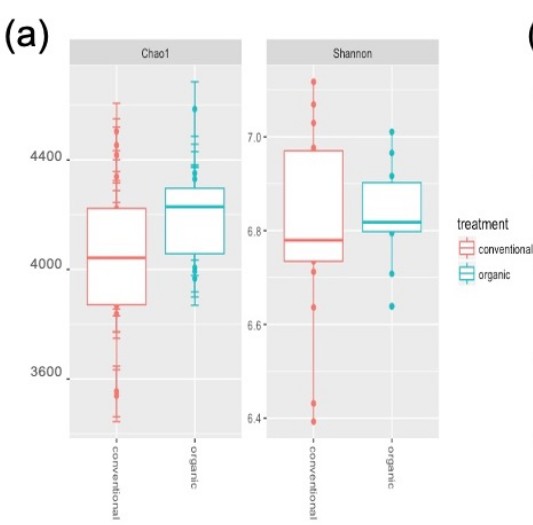 (a)
Chao1
Shannon
4400
4000
3600
7.0
6.8
6.6
6.4
conventional
organic
conventional
organic
treatment
conventional
organic